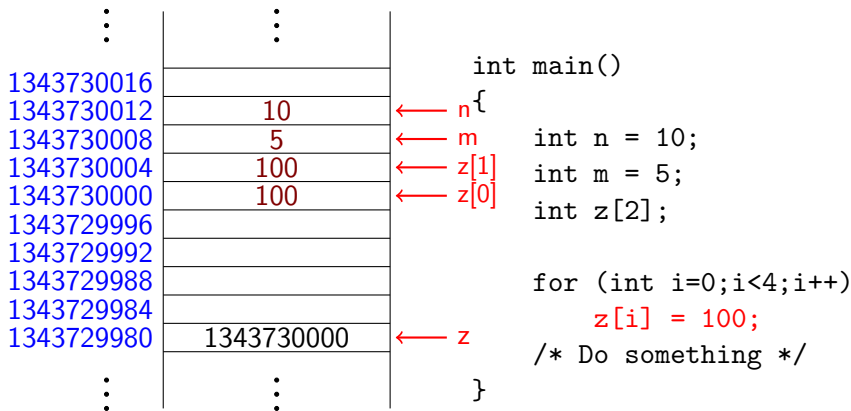 1343730016
1343730012 10 n
1343730008 5 m
1343730004 100 z[1]
1343730000 100 z[0]
1343729996
1343729992
1343729988
1343729984
1343729980 1343730000 z
int main()
{
int n = 10;
int m = 5;
int z[2];
for (int i=0;i<4;i++)
z[i] = 100;
/* Do something */
}